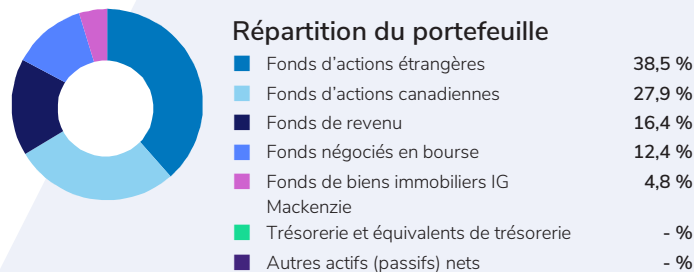 Répartition du portefeuille
Fonds d’actions étrangères 38,5 %
Fonds d’actions canadiennes 27,9 %
Fonds de revenu 16,4 %
Fonds négociés en bourse 12,4 %
Fonds de biens immobiliers IG 4,8 %
Mackenzie
Trésorerie et équivalents de trésorerie - %
Autres actifs (passifs) nets - %